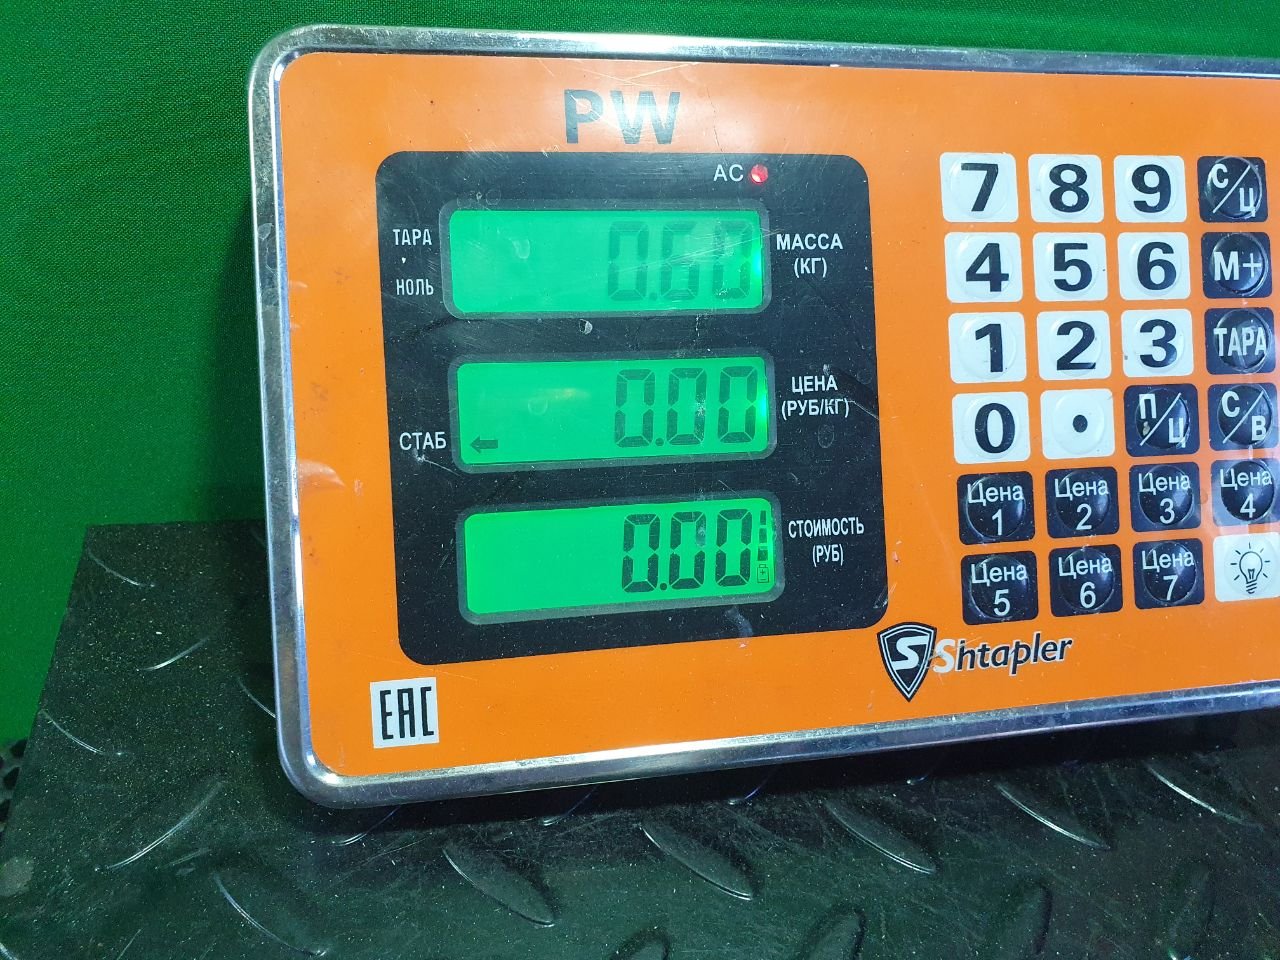 PW
AC
ТАРА
НОЛЬ
0.60
МАССА
(КГ)
СТАБ
0.00
ЦЕНА
(РУБ/КГ)
0.00
СТОИМОСТЬ
(РУБ)
7 8 9 С/Ц
4 5 6 М+
1 2 3 ТАРА
0 . П/Ц С/В
Цена 1 Цена 2 Цена 3 Цена 4
Цена 5 Цена 6 Цена 7
S Shtapler
EAC